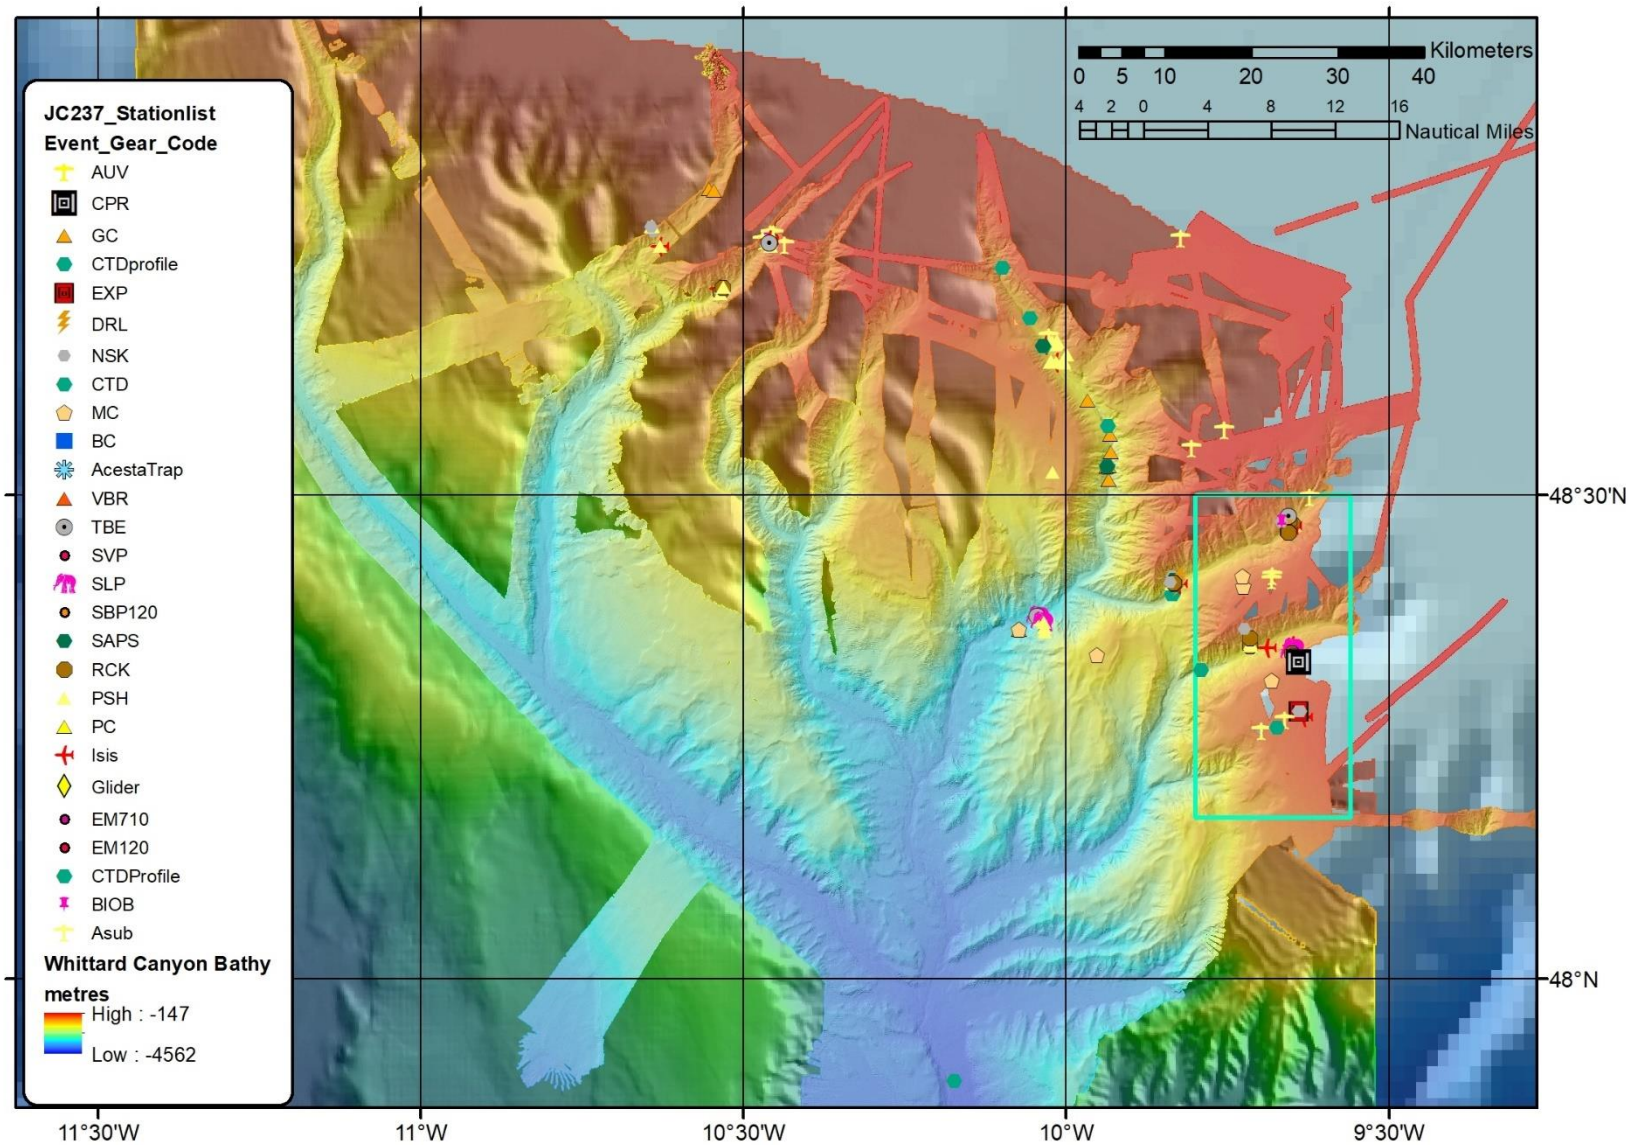 JC237_Stationlist
Event_Gear_Code
AUV
CPR
GC
CTDprofile
EXP
DRL
NSK
CTD
MC
BC
AcestaTrap
VBR
TBE
SVP
SLP
SBP120
SAPS
RCK
PSH
PC
Isis
Glider
EM710
EM120
CTDProfile
BIOB
Asub
Whittard Canyon Bathy
metres
High : -147
Low : -4562
Kilometers
0 5 10 20 30 40
4 2 0 4 8 12 16
Nautical Miles
48°30'N
48°N
11°30'W 11°W 10°30'W 10°W 9°30'W